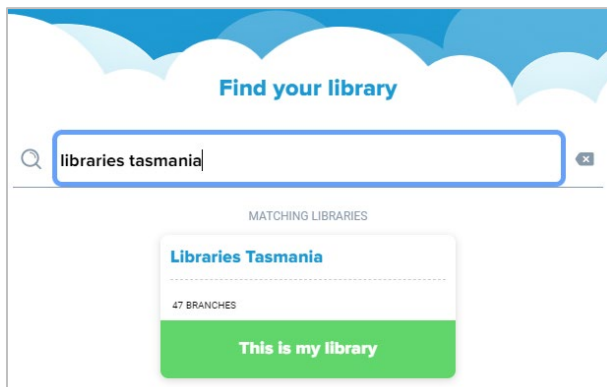 Find your library
libraries tasmania
MATCHING LIBRARIES
Libraries Tasmania
47 BRANCHES
This is my library